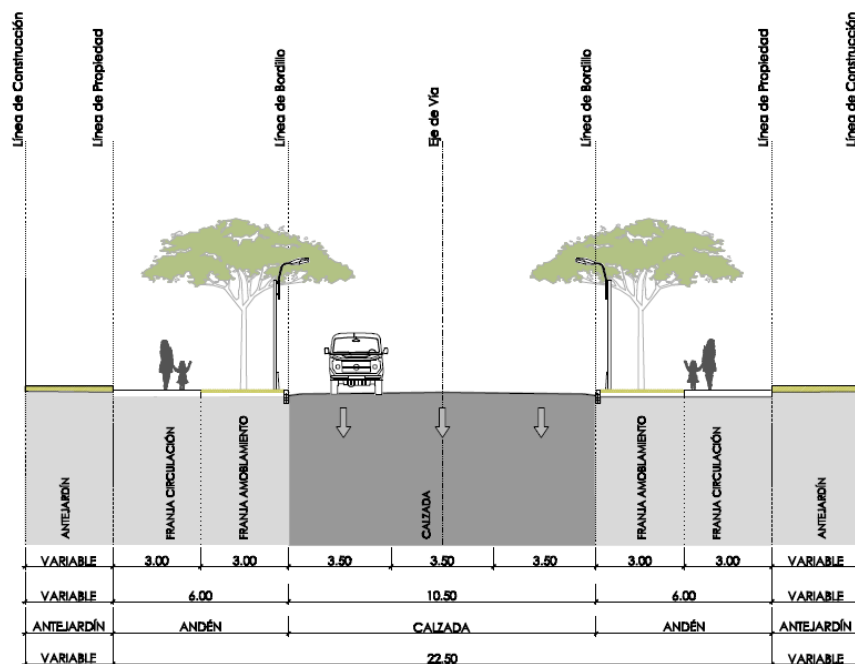 Línea de Construcción
Línea de Propiedad
Línea de Bordillo
Eje de Vía
Línea de Bordillo
Línea de Propiedad
Línea de Construcción
ANTEJARDÍN
FRANJA CIRCULACIÓN
FRANJA AMOBLAMIENTO
CALZADA
FRANJA AMOBLAMIENTO
FRANJA CIRCULACIÓN
ANTEJARDÍN
VARIABLE 3.00 3.00 3.50 3.50 3.50 3.00 3.00 VARIABLE
VARIABLE 6.00 10.50 6.00 VARIABLE
ANTEJARDÍN ANDÉN CALZADA ANDÉN ANTEJARDÍN
VARIABLE 22.50 VARIABLE